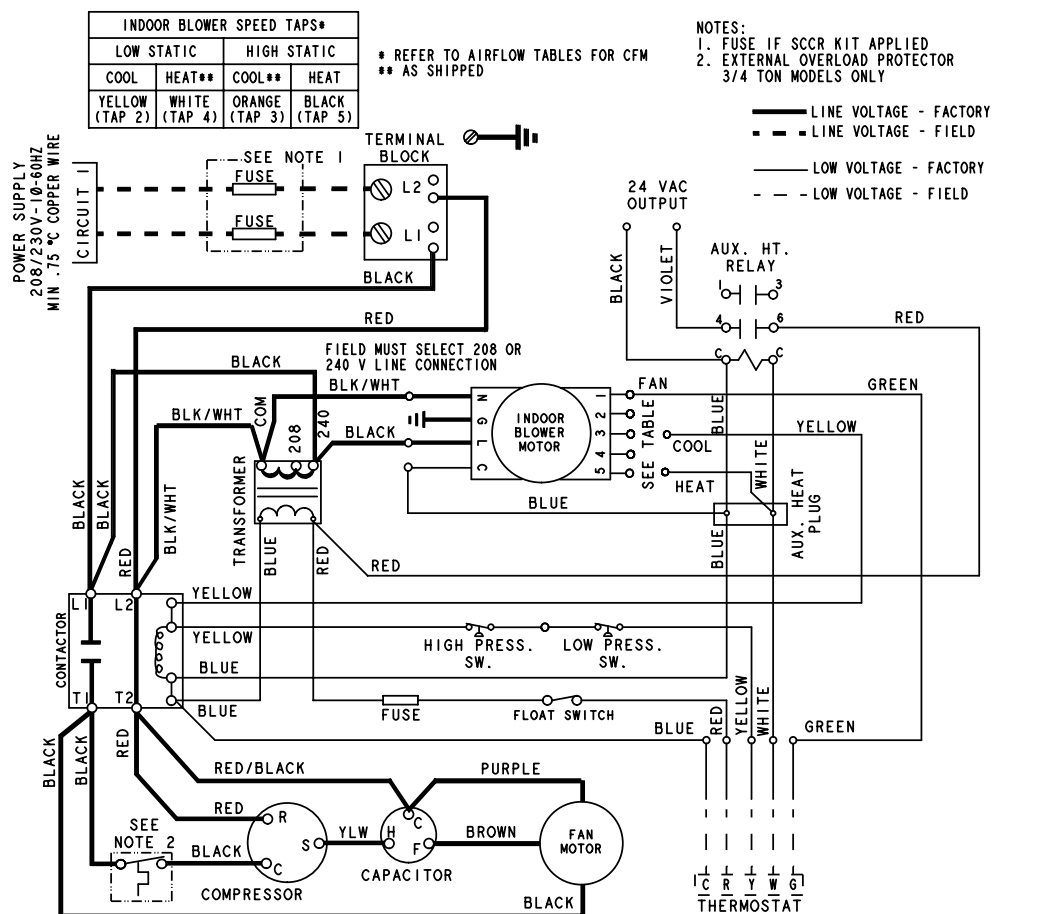 INDOOR BLOWER SPEED TAPS*
LOW STATIC HIGH STATIC
COOL HEAT** COOL** HEAT
YELLOW (TAP 2) WHITE (TAP 4) ORANGE (TAP 3) BLACK (TAP 5)
* REFER TO AIRFLOW TABLES FOR CFM
** AS SHIPPED
NOTES:
1. FUSE IF SCCR KIT APPLIED
2. EXTERNAL OVERLOAD PROTECTOR
3/4 TON MODELS ONLY
LINE VOLTAGE - FACTORY
LINE VOLTAGE - FIELD
LOW VOLTAGE - FACTORY
LOW VOLTAGE - FIELD
POWER SUPPLY
208/230V-1Ø-60HZ
MIN .75 °C COPPER WIRE
CIRCUIT 1
SEE NOTE 1
FUSE
FUSE
TERMINAL
BLOCK
L2
L1
BLACK
RED
24 VAC
OUTPUT
BLACK
VIOLET
AUX. HT.
RELAY
1 3
4 6
C C
RED
FIELD MUST SELECT 208 OR
240 V LINE CONNECTION
BLACK
BLK/WHT
BLK/WHT
COM
208
240
BLACK
N
G
L
C
INDOOR
BLOWER
MOTOR
1
2
3
4
5
FAN
SEE TABLE
COOL
HEAT
GREEN
YELLOW
BLUE
WHITE
BLUE
AUX. HEAT
PLUG
BLUE
BLACK
BLACK
RED
BLK/WHT
TRANSFORMER
BLUE
RED
RED
CONTACTOR
L1 L2
T1 T2
YELLOW
YELLOW
BLUE
BLUE
HIGH PRESS.
SW.
LOW PRESS.
SW.
FUSE
FLOAT SWITCH
BLUE
RED
YELLOW
WHITE
GREEN
BLACK
BLACK
RED
RED/BLACK
PURPLE
RED
R
S
C
COMPRESSOR
SEE
NOTE 2
BLACK
YLW
H
C
F
CAPACITOR
BROWN
FAN
MOTOR
BLACK
C R Y W G
THERMOSTAT